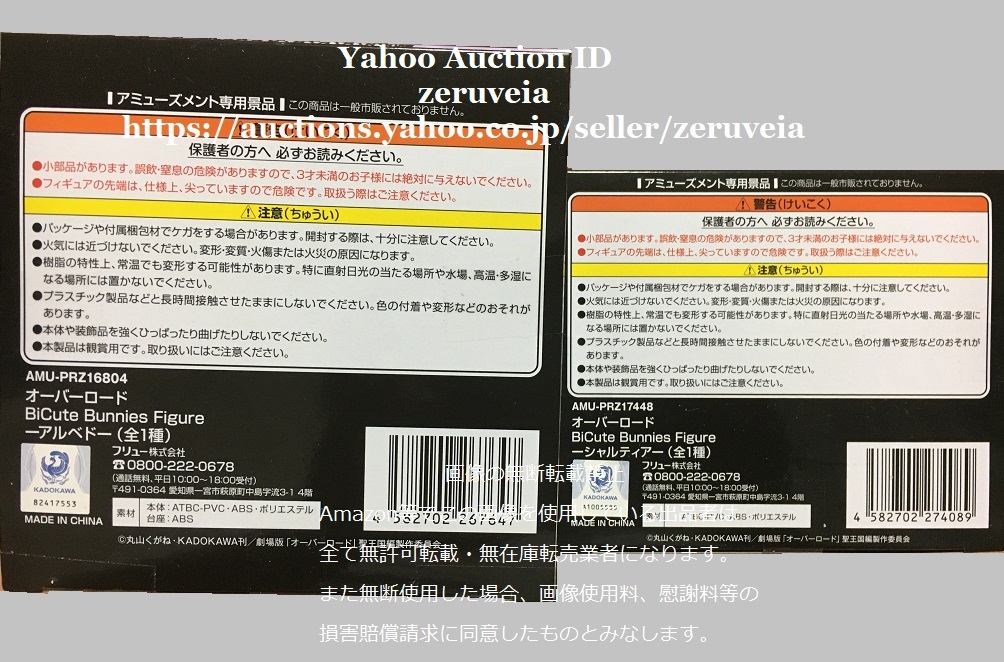 Yahoo Auction ID
zeruveia
https://auctions.yahoo.co.jp/seller/zeruveia
アミューズメント専用景品 この商品は一般市販されておりません。
保護者の方へ 必ずお読みください。
●小部品があります。誤飲・窒息の危険がありますので、3才未満のお子様には絶対に与えないでください。
●フィギュアの先端は、仕様上、尖っていますので危険です。取扱う際はご注意ください。
注意(ちゅうい)
●パッケージや付属梱包材でケガをする場合があります。開封する際は、十分に注意してください。
●火気には近づけないでください。変形・変質・火傷または火災の原因になります。
●樹脂の特性上、常温でも変形する可能性があります。特に直射日光の当たる場所や水場、高温・多湿に
なる場所には置かないでください。
●プラスチック製品などと長時間接触させたままにしないでください。色の付着や変形などのおそれが
あります。
●本体や装飾品を強くひっぱったり曲げたりしないでください。
●本製品は観賞用です。取り扱いにはご注意ください。
AMU-PRZ16804
オーバーロード
BiCute Bunnies Figure
ーアルベドー(全1種)
フリュー株式会社
☎0800-222-0678
(通話無料、平日10:00〜18:00受付)
〒491-0364 愛知県一宮市萩原町中島字流3-1 4階
KADOKAWA
82417553
MADE IN CHINA
素材
本体:ATBC-PVC・ABS・ポリエステル
台座:ABS
4 582702 267647
©丸山くがね・KADOKAWA刊/劇場版「オーバーロード」聖王国編製作委員会
アミューズメント専用景品 この商品は一般市販されておりません。
警告(けいこく)
保護者の方へ 必ずお読みください。
●小部品があります。誤飲・窒息の危険がありますので、3才未満のお子様には絶対に与えないでください。
●フィギュアの先端は、仕様上、尖っていますので危険です。取扱う際はご注意ください。
注意(ちゅうい)
●パッケージや付属梱包材でケガをする場合があります。開封する際は、十分に注意してください。
●火気には近づけないでください。変形・変質・火傷または火災の原因になります。
●樹脂の特性上、常温でも変形する可能性があります。特に直射日光の当たる場所や水場、高温・多湿に
なる場所には置かないでください。
●プラスチック製品などと長時間接触させたままにしないでください。色の付着や変形などのおそれが
あります。
●本体や装飾品を強くひっぱったり曲げたりしないでください。
●本製品は観賞用です。取り扱いにはご注意ください。
AMU-PRZ17448
オーバーロード
BiCute Bunnies Figure
ーシャルティアー(全1種)
フリュー株式会社
☎0800-222-0678
(通話無料、平日10:00〜18:00受付)
〒491-0364 愛知県一宮市萩原町中島字流3-1 4階
KADOKAWA
MADE IN CHINA
ABS・ポリエステル
4 582702 274089
©丸山くがね・KADOKAWA刊/劇場版「オーバーロード」聖王国編製作委員会
画像の無断転載禁止
全て無許可転載・無在庫転売業者になります。
また無断使用した場合、画像使用料、慰謝料等の
損害賠償請求に同意したものとみなします。